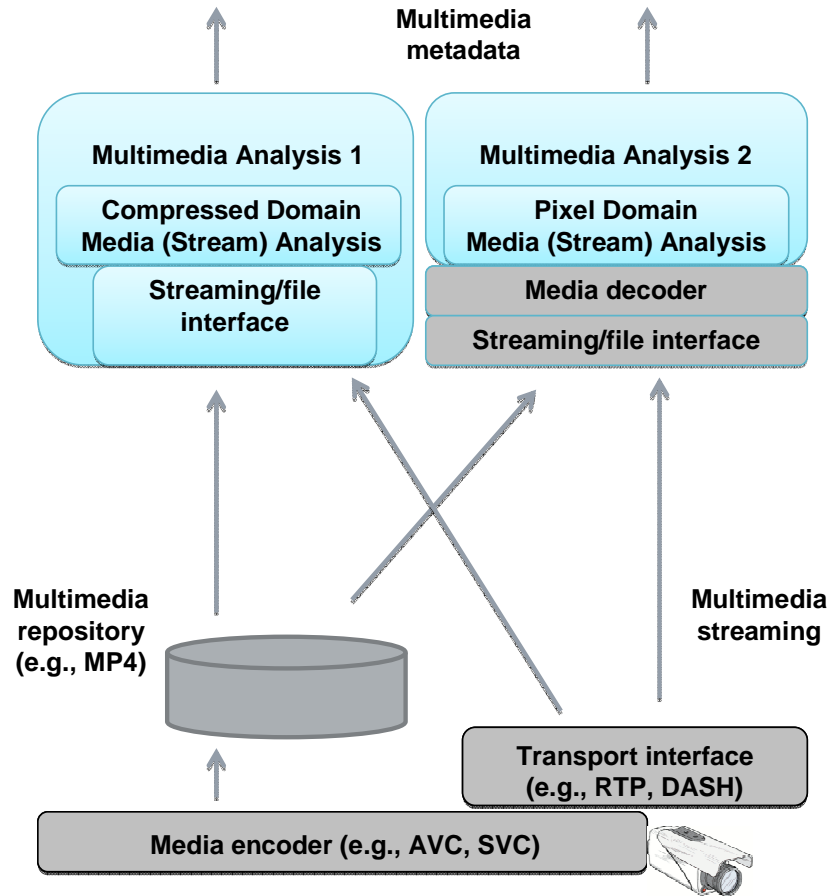 Multimedia
metadata
Multimedia Analysis 1
Compressed Domain
Media (Stream) Analysis
Streaming/file
interface
Multimedia Analysis 2
Pixel Domain
Media (Stream) Analysis
Media decoder
Streaming/file interface
Multimedia
repository
(e.g., MP4)
Multimedia
streaming
Transport interface
(e.g., RTP, DASH)
Media encoder (e.g., AVC, SVC)